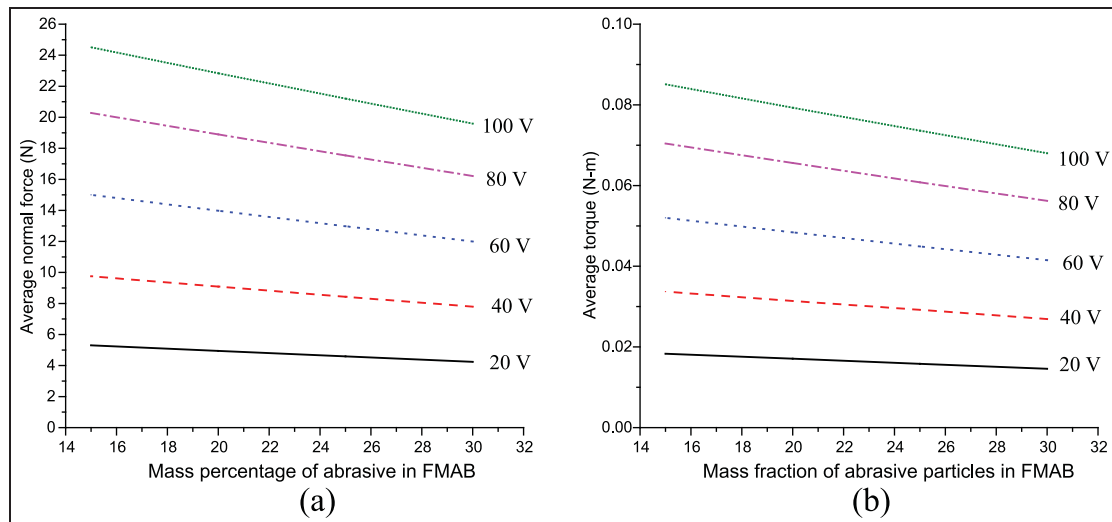 26
24
22
20
18
16
14
12
10
8
6
4
2
0
Average normal force (N)
100 V
80 V
60 V
40 V
20 V
14 16 18 20 22 24 26 28 30 32
Mass percentage of abrasive in FMAB
(a)
0.10
0.08
0.06
0.04
0.02
0.00
Average torque (N-m)
100 V
80 V
60 V
40 V
20 V
14 16 18 20 22 24 26 28 30 32
Mass fraction of abrasive particles in FMAB
(b)